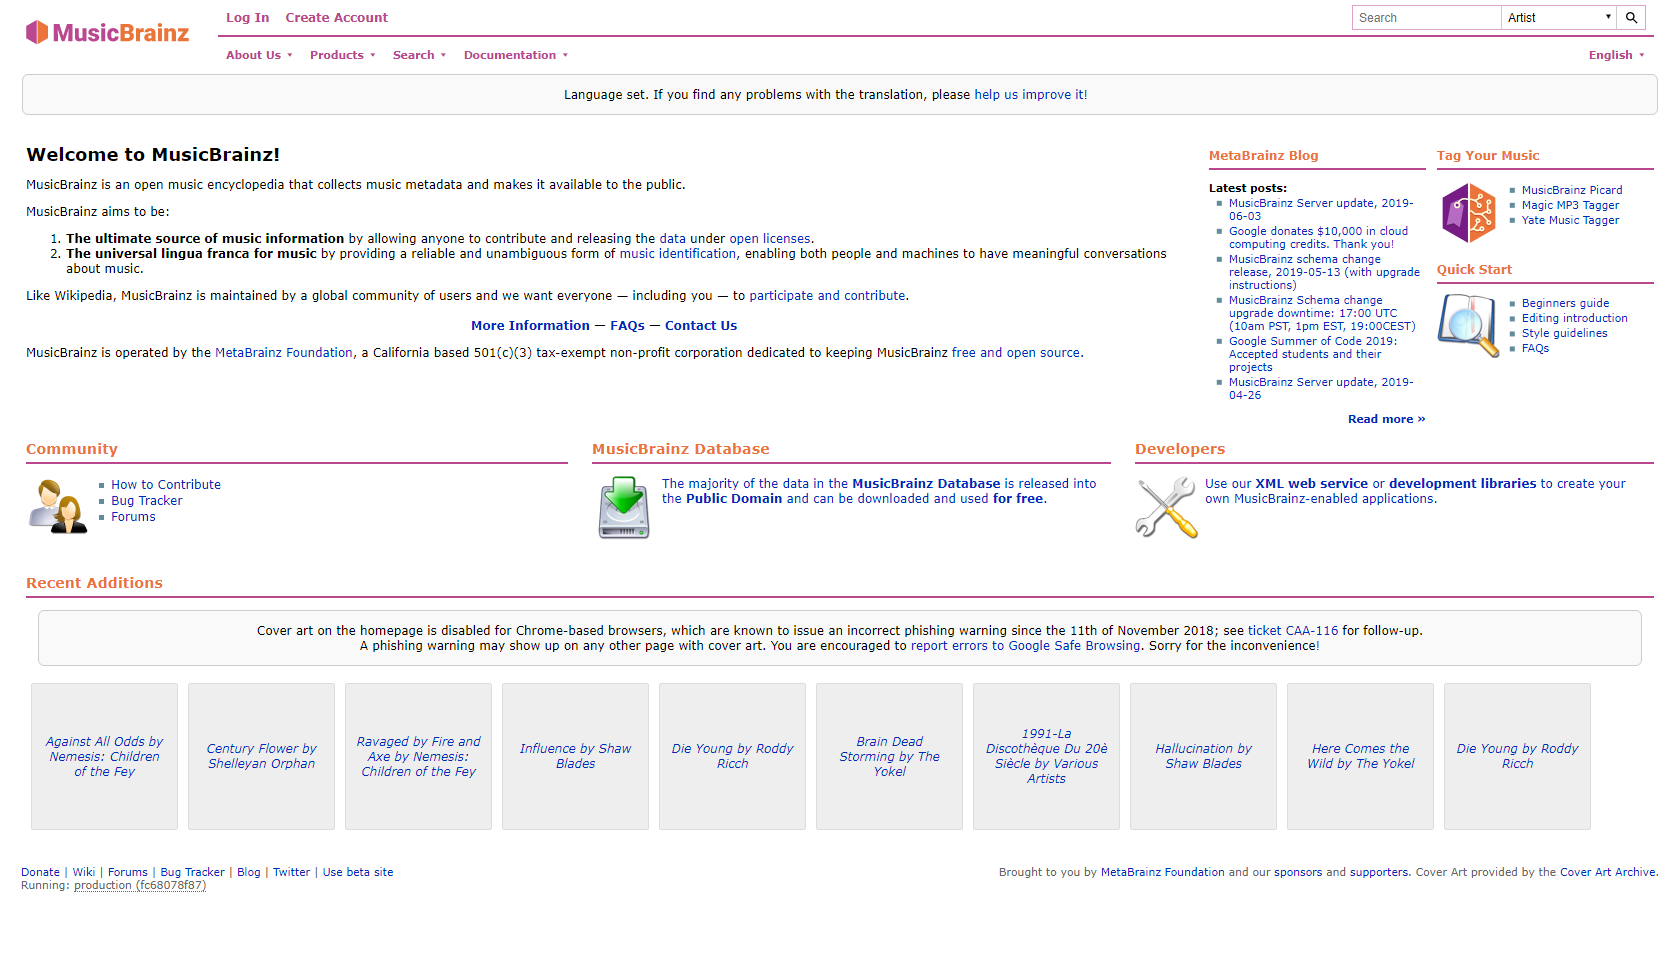 MusicBrainz
Log In Create Account
Search Artist
About Us Products Search Documentation English
Language set. If you find any problems with the translation, please help us improve it!
Welcome to MusicBrainz!
MusicBrainz is an open music encyclopedia that collects music metadata and makes it available to the public.
MusicBrainz aims to be:
1. The ultimate source of music information by allowing anyone to contribute and releasing the data under open licenses.
2. The universal lingua franca for music by providing a reliable and unambiguous form of music identification, enabling both people and machines to have meaningful conversations
about music.
Like Wikipedia, MusicBrainz is maintained by a global community of users and we want everyone — including you — to participate and contribute.
More Information — FAQs — Contact Us
MusicBrainz is operated by the MetaBrainz Foundation, a California based 501(c)(3) tax-exempt non-profit corporation dedicated to keeping MusicBrainz free and open source.
MetaBrainz Blog
Latest posts:
MusicBrainz Server update, 2019-
06-03
Google donates $10,000 in cloud
computing credits. Thank you!
MusicBrainz schema change
release, 2019-05-13 (with upgrade
instructions)
MusicBrainz Schema change
upgrade downtime: 17:00 UTC
(10am PST, 1pm EST, 19:00CEST)
Google Summer of Code 2019:
Accepted students and their
projects
MusicBrainz Server update, 2019-
04-26
Read more »
Tag Your Music
MusicBrainz Picard
Magic MP3 Tagger
Yate Music Tagger
Quick Start
Beginners guide
Editing introduction
Style guidelines
FAQs
Community
How to Contribute
Bug Tracker
Forums
MusicBrainz Database
The majority of the data in the MusicBrainz Database is released into
the Public Domain and can be downloaded and used for free.
Developers
Use our XML web service or development libraries to create your
own MusicBrainz-enabled applications.
Recent Additions
Cover art on the homepage is disabled for Chrome-based browsers, which are known to issue an incorrect phishing warning since the 11th of November 2018; see ticket CAA-116 for follow-up.
A phishing warning may show up on any other page with cover art. You are encouraged to report errors to Google Safe Browsing. Sorry for the inconvenience!
Against All Odds by
Nemesis: Children
of the Fey
Century Flower by
Shelleyan Orphan
Ravaged by Fire and
Axe by Nemesis:
Children of the Fey
Influence by Shaw
Blades
Die Young by Roddy
Ricch
Brain Dead
Storming by The
Yokel
1991-La
Discothèque Du 20è
Siècle by Various
Artists
Hallucination by
Shaw Blades
Here Comes the
Wild by The Yokel
Die Young by Roddy
Ricch
Donate | Wiki | Forums | Bug Tracker | Blog | Twitter | Use beta site
Running: production (fc68078f87)
Brought to you by MetaBrainz Foundation and our sponsors and supporters. Cover Art provided by the Cover Art Archive.